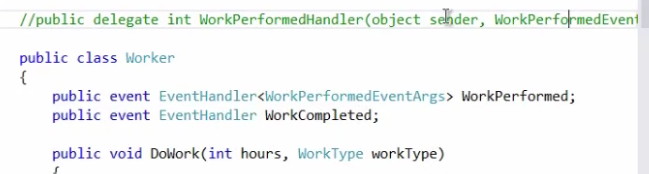 //public delegate int WorkPerformedHandler(object sender, WorkPerformedEvent
public class Worker
{
public event EventHandler<WorkPerformedEventArgs> WorkPerformed;
public event EventHandler WorkCompleted;
public void DoWork(int hours, WorkType workType)
{